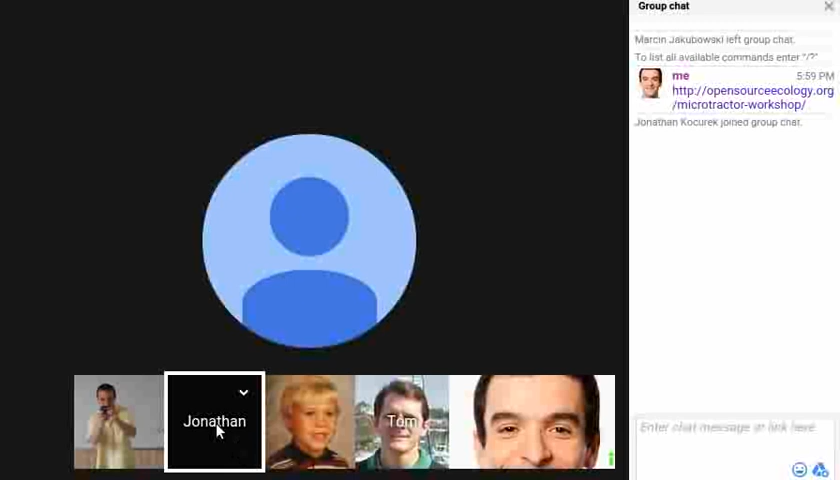 Group chat
Marcin Jakubowski left group chat.
To list all available commands enter "/?"
me
5:59 PM
http://opensourceecology.org
/microtractor-workshop/
Jonathan Kocurek joined group chat.
Jonathan
Tom
Enter chat message or link here